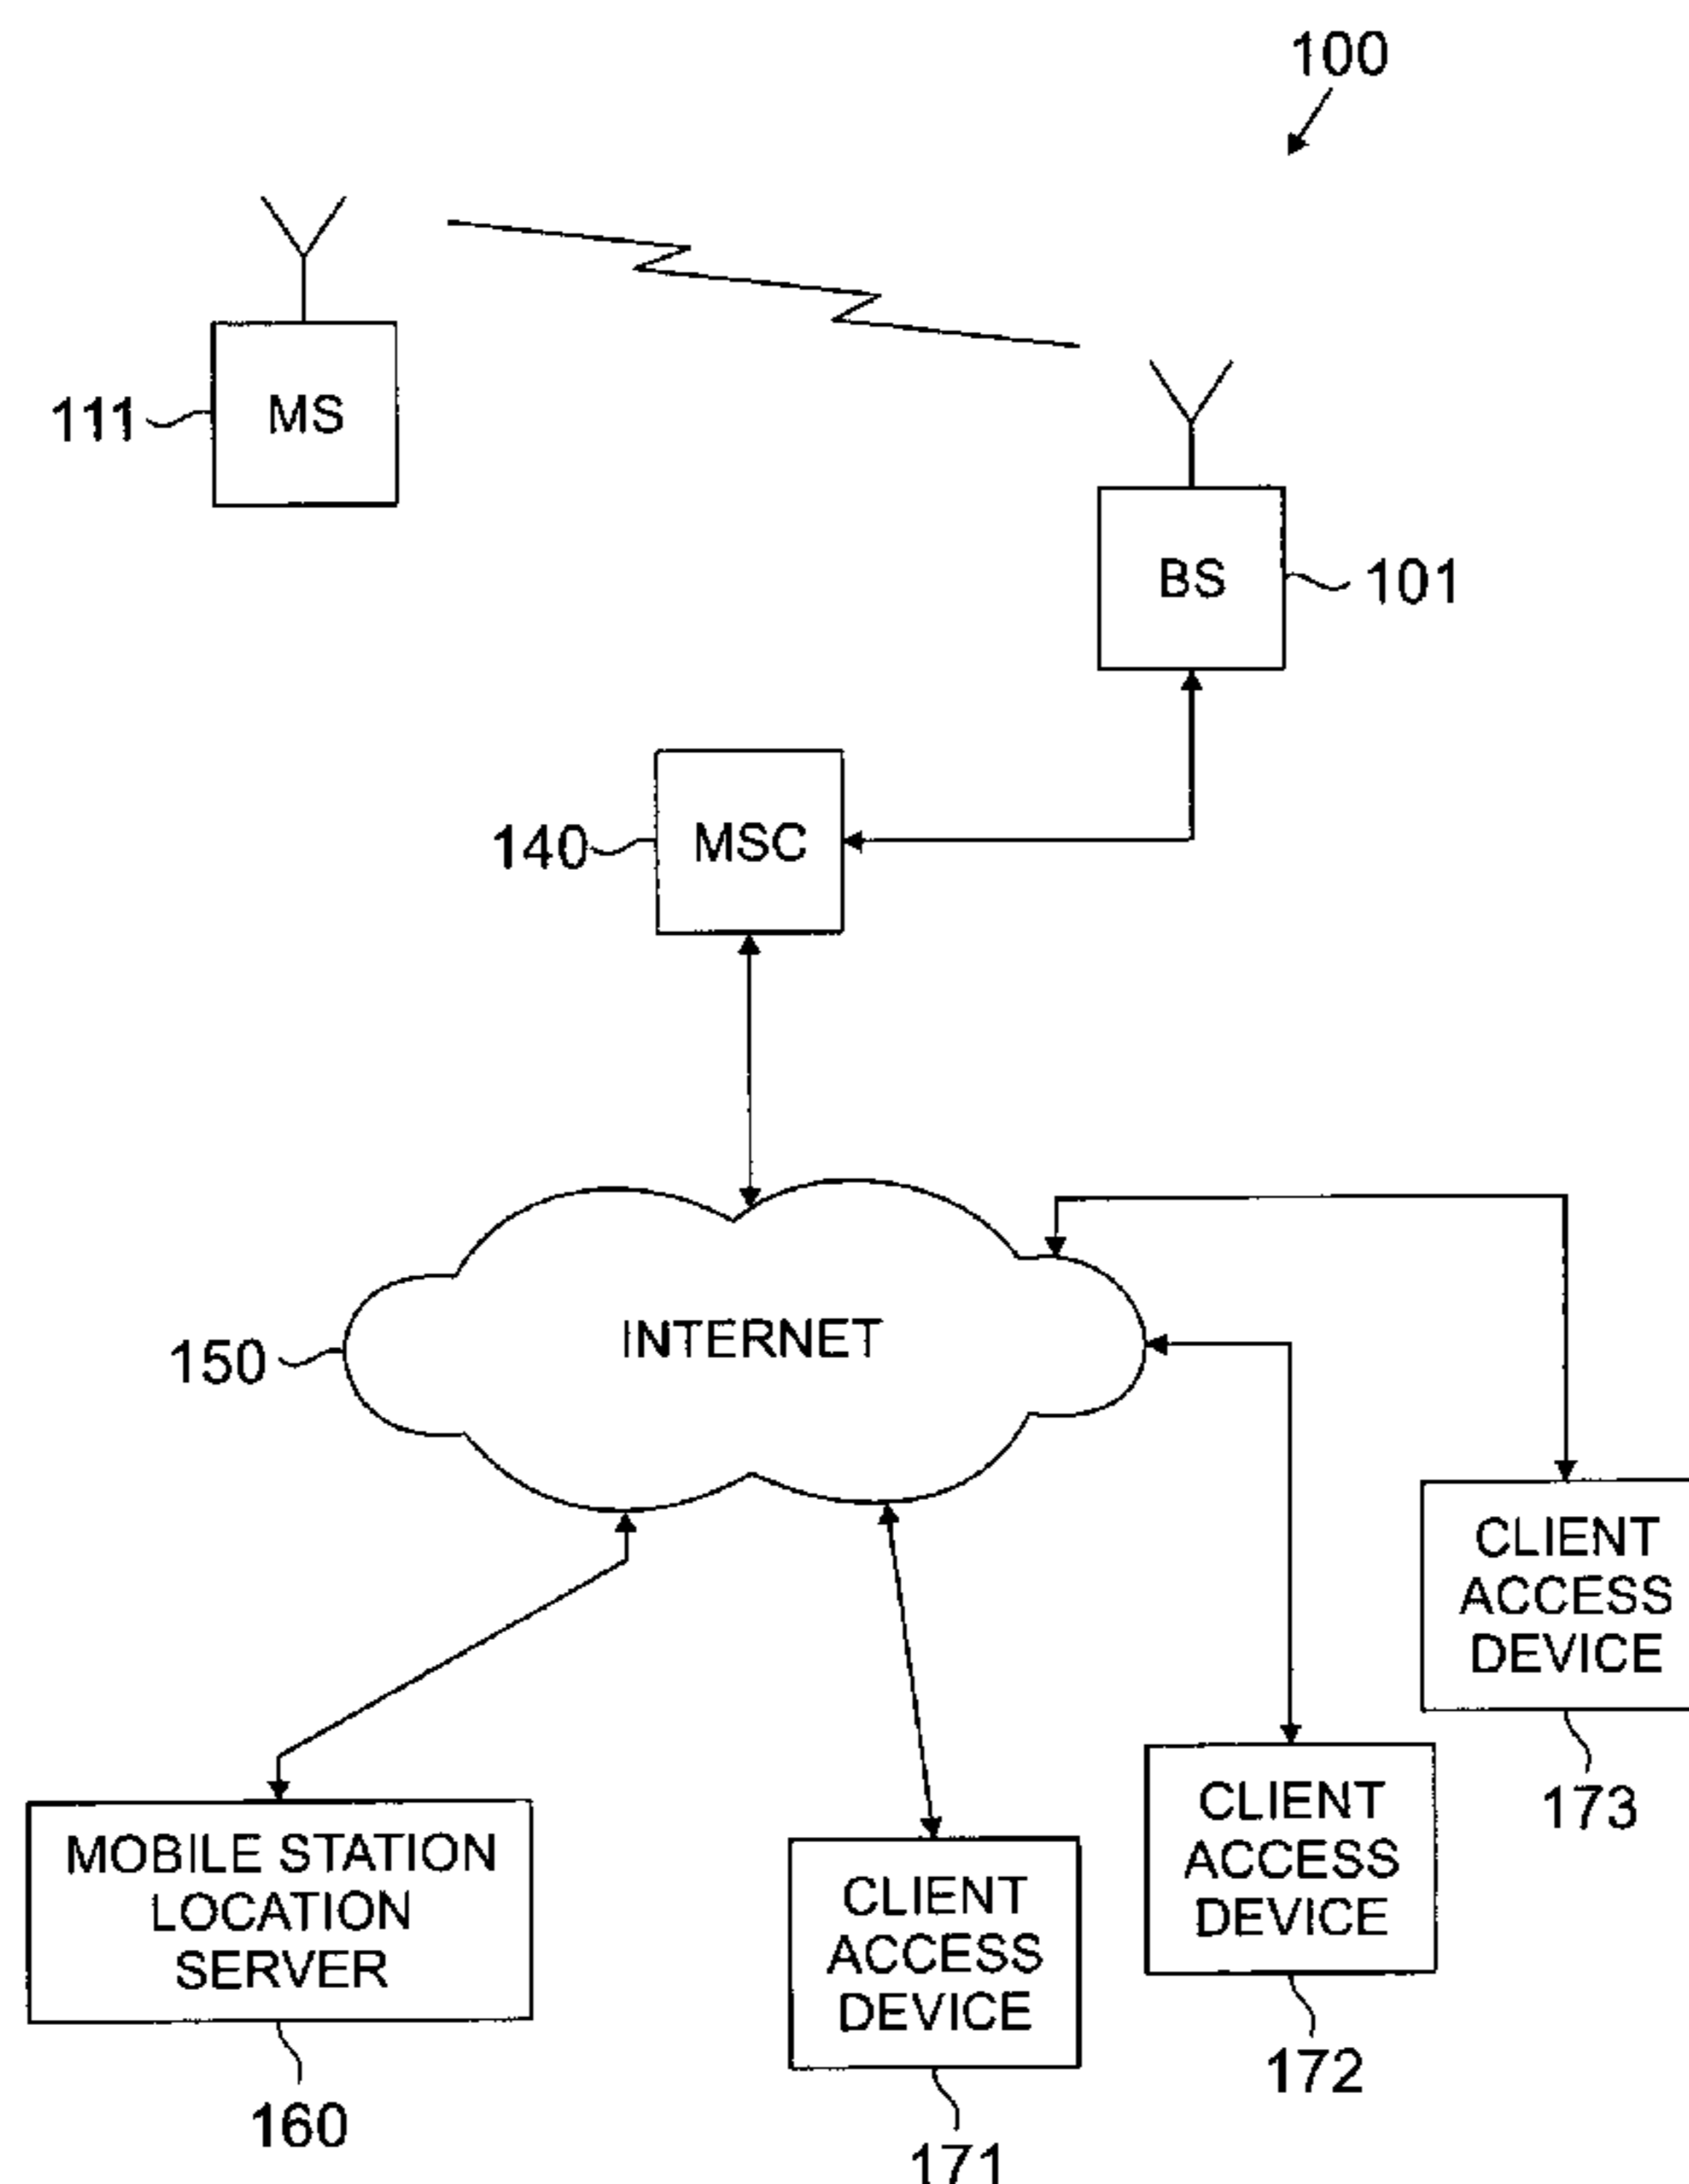 100
MS
111
BS
101
MSC
140
INTERNET
150
CLIENT
ACCESS
DEVICE
173
CLIENT
ACCESS
DEVICE
172
MOBILE STATION
LOCATION
SERVER
160
CLIENT
ACCESS
DEVICE
171